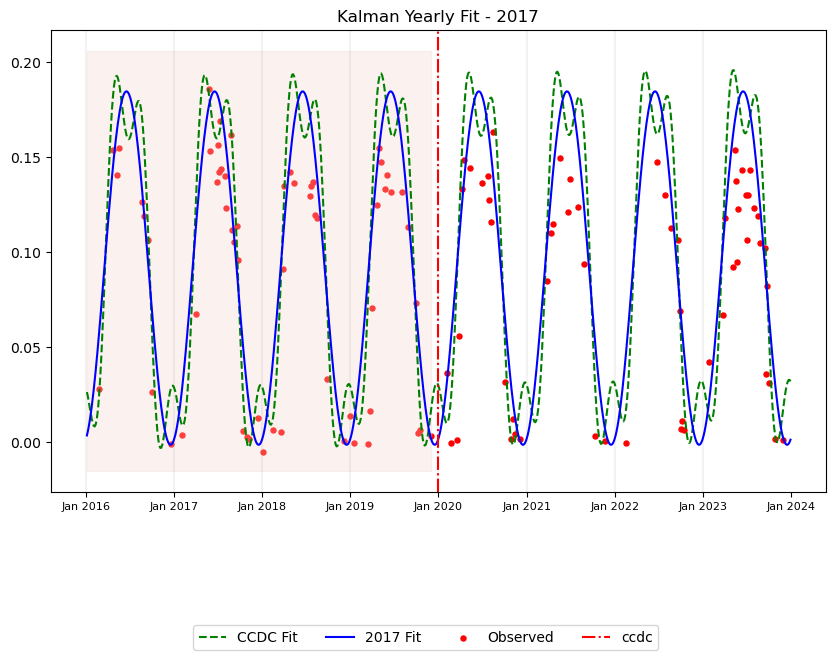 Kalman Yearly Fit - 2017
0.20
0.15
0.10
0.05
0.00
Jan 2016 Jan 2017 Jan 2018 Jan 2019 Jan 2020 Jan 2021 Jan 2022 Jan 2023 Jan 2024
CCDC Fit 2017 Fit Observed ccdc